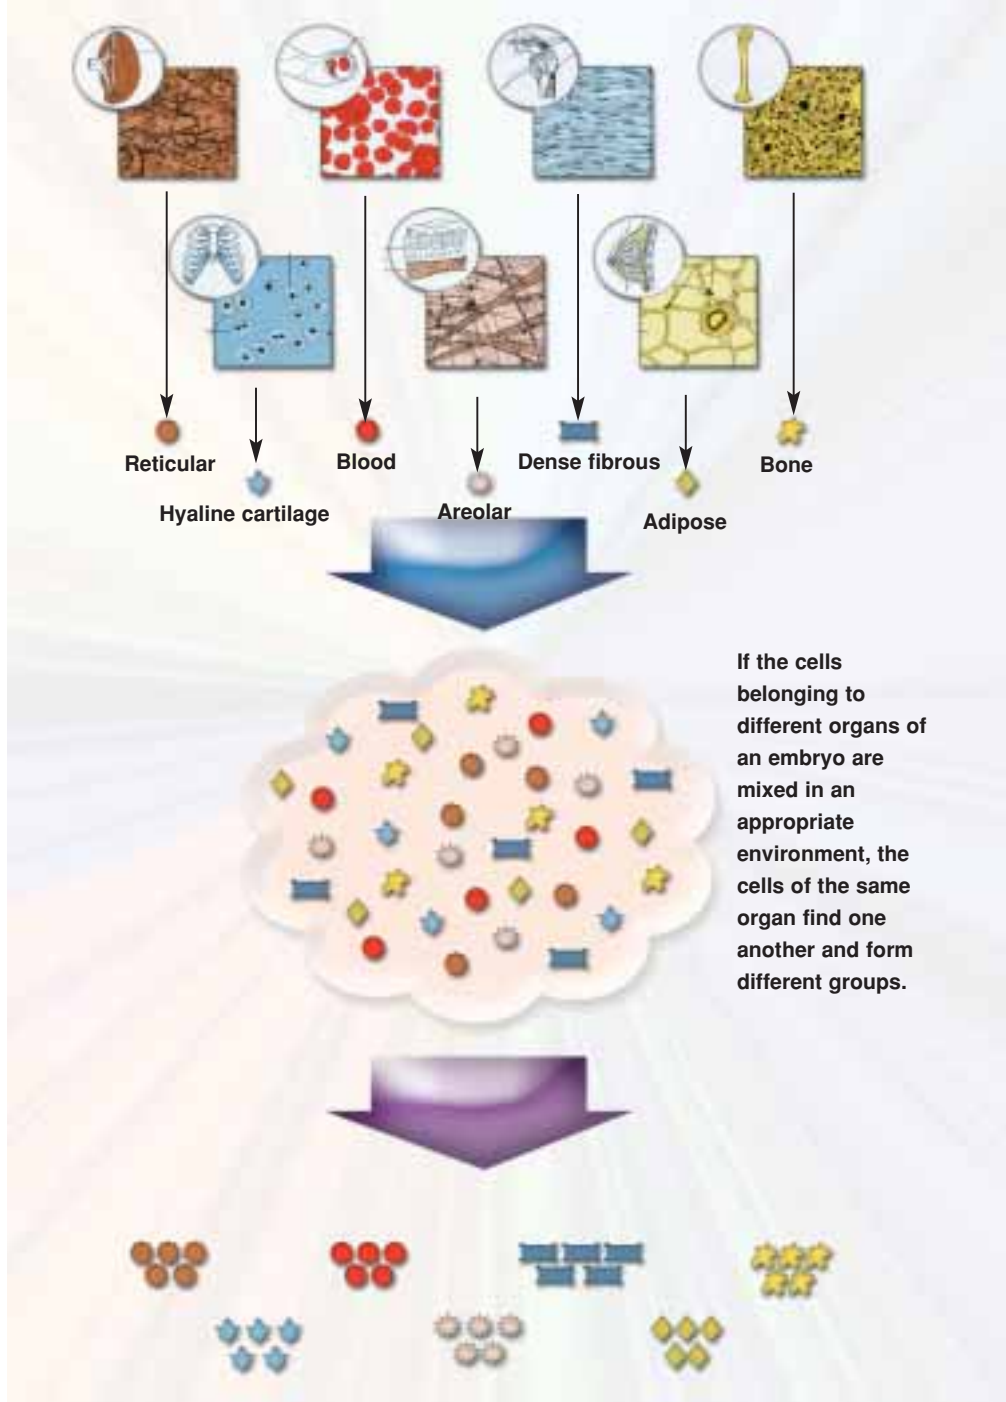 Reticular
Blood
Dense fibrous
Bone
Hyaline cartilage
Areolar
Adipose
If the cells
belonging to
different organs of
an embryo are
mixed in an
appropriate
environment, the
cells of the same
organ find one
another and form
different groups.